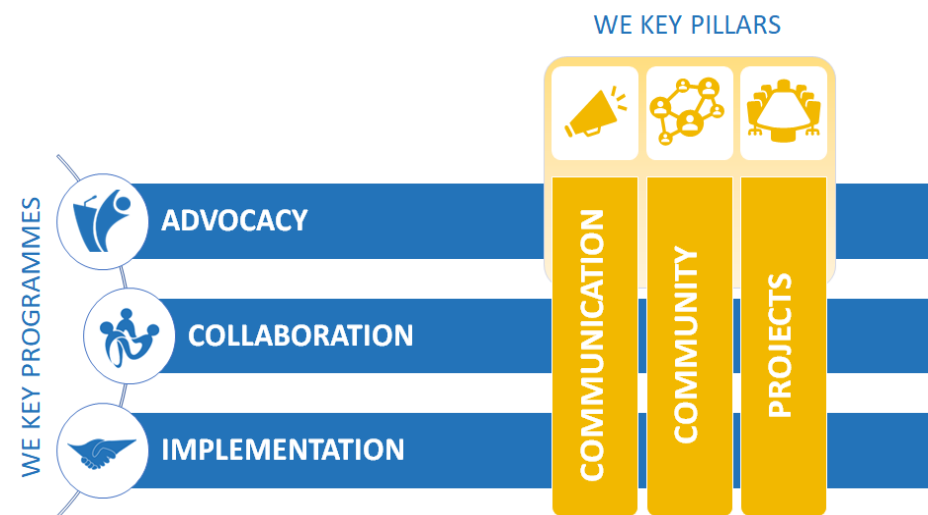 WE KEY PILLARS
WE KEY PROGRAMMES
ADVOCACY
COLLABORATION
IMPLEMENTATION
COMMUNICATION
COMMUNITY
PROJECTS